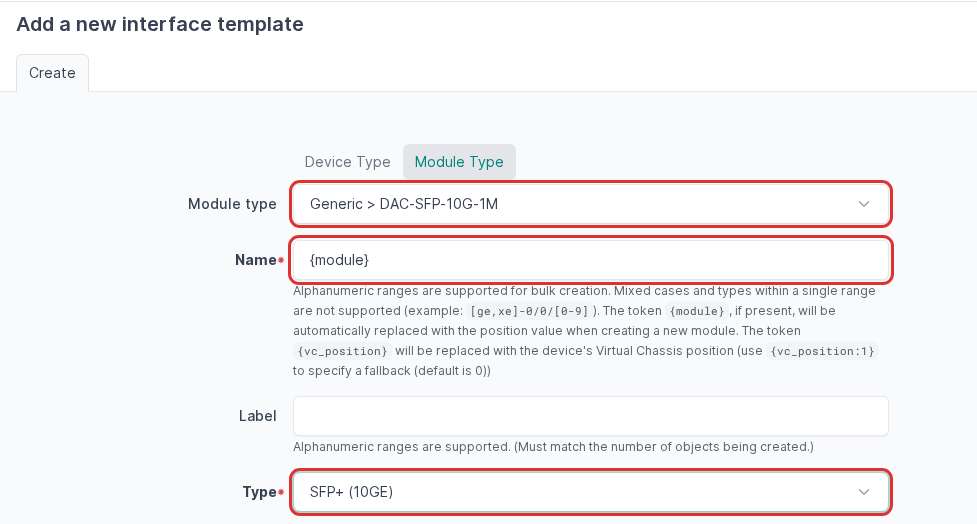 Add a new interface template
Create
Device Type Module Type
Module type Generic > DAC-SFP-10G-1M
Name* {module}
Alphanumeric ranges are supported for bulk creation. Mixed cases and types within a single range
are not supported (example: [ge,xe]-0/0/[0-9] ). The token {module} , if present, will be
automatically replaced with the position value when creating a new module. The token
{vc_position} will be replaced with the device's Virtual Chassis position (use {vc_position:1}
to specify a fallback (default is 0))
Label
Alphanumeric ranges are supported. (Must match the number of objects being created.)
Type* SFP+ (10GE)